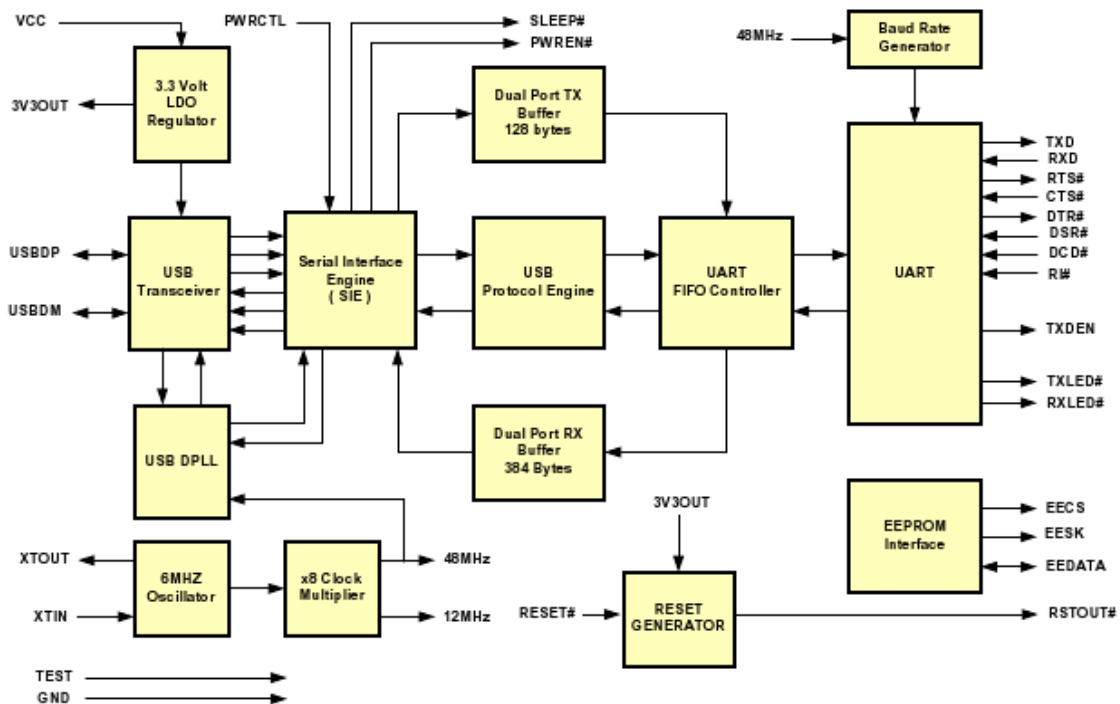 VCC
PWRCTL
SLEEP#
PWREN#
48MHz
Baud Rate
Generator
3V3OUT
3.3 Volt
LDO
Regulator
Dual Port TX
Buffer
128 bytes
TXD
RXD
RTS#
CTS#
DTR#
DSR#
DCD#
RI#
TXDEN
TXLED#
RXLED#
USBDP
USBDM
USB
Transceiver
Serial Interface
Engine
( SIE )
USB
Protocol Engine
UART
FIFO Controller
UART
USB DPLL
Dual Port RX
Buffer
384 Bytes
3V3OUT
EEPROM
Interface
EECS
EESK
EEDATA
XTOUT
XTIN
6MHZ
Oscillator
x8 Clock
Multiplier
48MHz
12MHz
RESET#
RESET
GENERATOR
RSTOUT#
TEST
GND